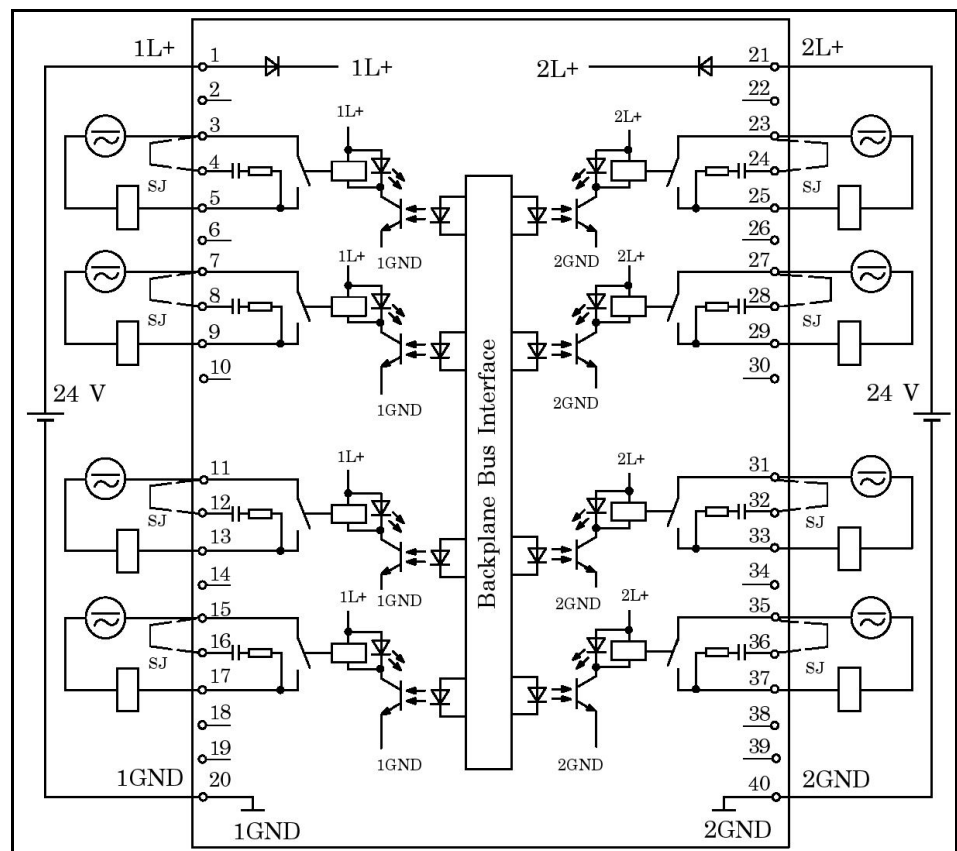 1L+ 1 1L+ 2L+ 21 2L+
2 22
1L+ 2L+
3 23
4 24
SJ SJ
5 25
6 1GND 2GND 26
1L+ 2L+
7 27
8 28
SJ SJ
9 29
10 30
1GND 2GND
24 V 24 V
Backplane Bus Interface
1L+ 2L+
11 31
12 32
SJ SJ
13 33
14 34
1GND 2GND
1L+ 2L+
15 35
16 36
SJ SJ
17 37
18 38
19 39
1GND 2GND
1GND 20 40 2GND
1GND 2GND